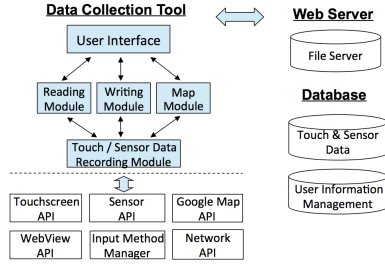 Data Collection Tool
User Interface
Reading
Module
Writing
Module
Map
Module
Touch / Sensor Data
Recording Module
Touchscreen
API
Sensor
API
Google Map
API
WebView
API
Input Method
Manager
Network
API
Web Server
File Server
Database
Touch & Sensor
Data
User Information
Management